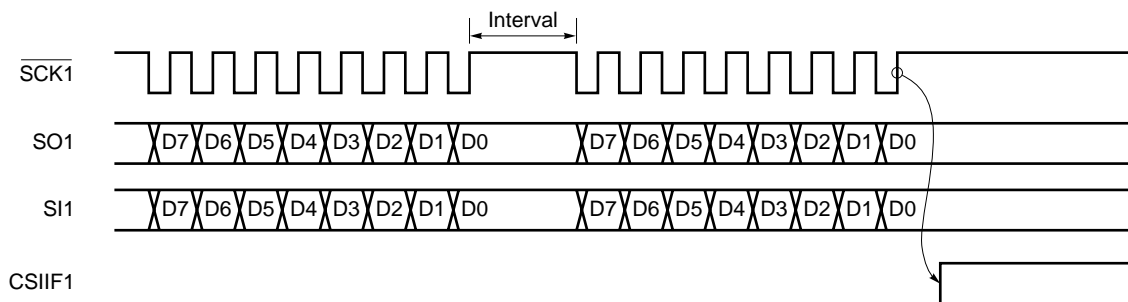 Interval
SCK1
SO1 D7 D6 D5 D4 D3 D2 D1 D0 D7 D6 D5 D4 D3 D2 D1 D0
SI1 D7 D6 D5 D4 D3 D2 D1 D0 D7 D6 D5 D4 D3 D2 D1 D0
CSIIF1